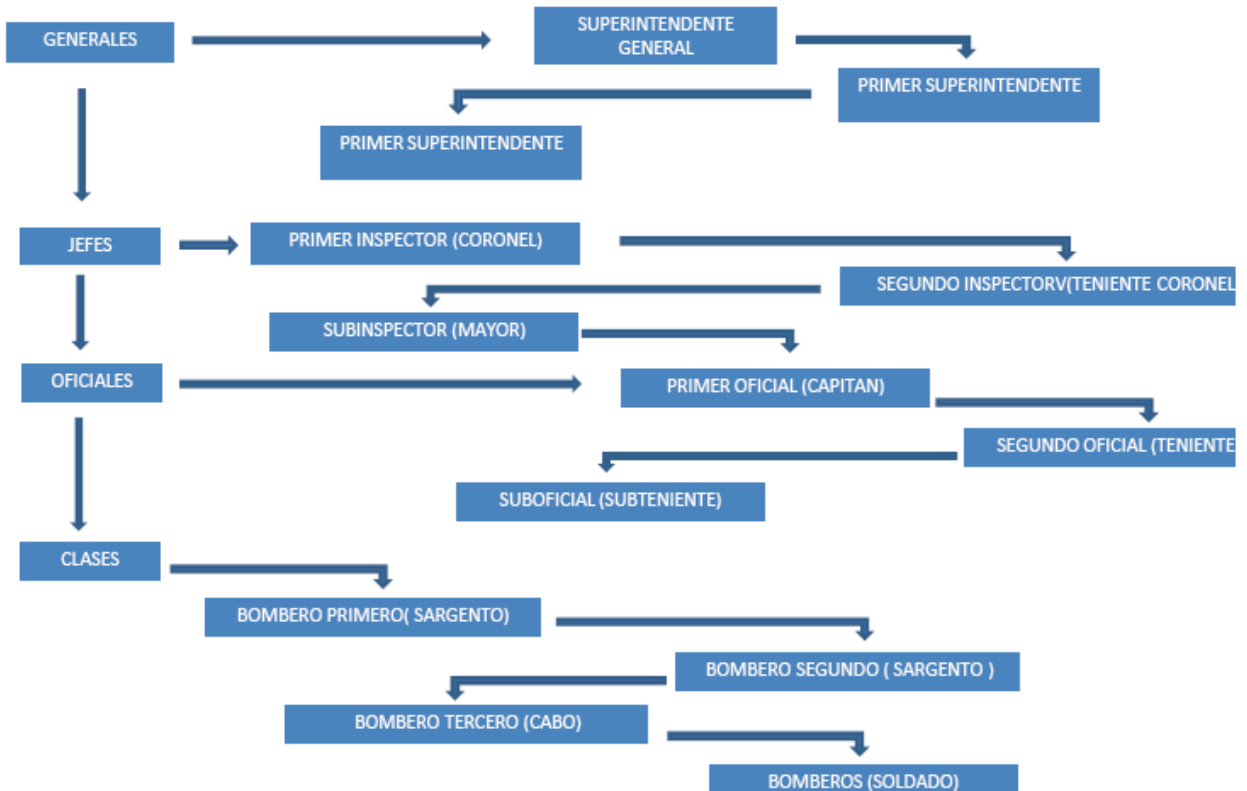 GENERALES
SUPERINTENDENTE
GENERAL
PRIMER SUPERINTENDENTE
PRIMER SUPERINTENDENTE
JEFES
PRIMER INSPECTOR (CORONEL)
SEGUNDO INSPECTORV(TENIENTE CORONEL
SUBINSPECTOR (MAYOR)
OFICIALES
PRIMER OFICIAL (CAPITAN)
SEGUNDO OFICIAL (TENIENTE
SUBOFICIAL (SUBTENIENTE)
CLASES
BOMBERO PRIMERO( SARGENTO)
BOMBERO SEGUNDO ( SARGENTO )
BOMBERO TERCERO (CABO)
BOMBEROS (SOLDADO)